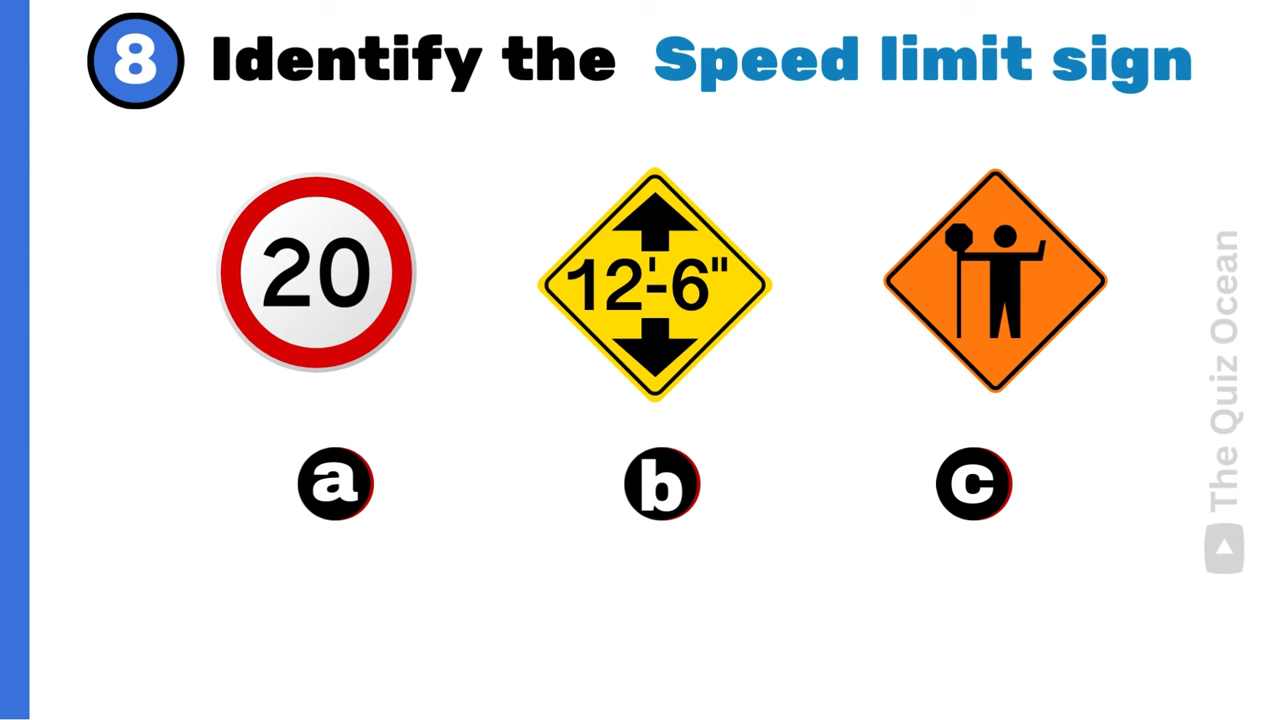 8 Identify the Speed limit sign
20
12'-6"
a
b
c
The Quiz Ocean